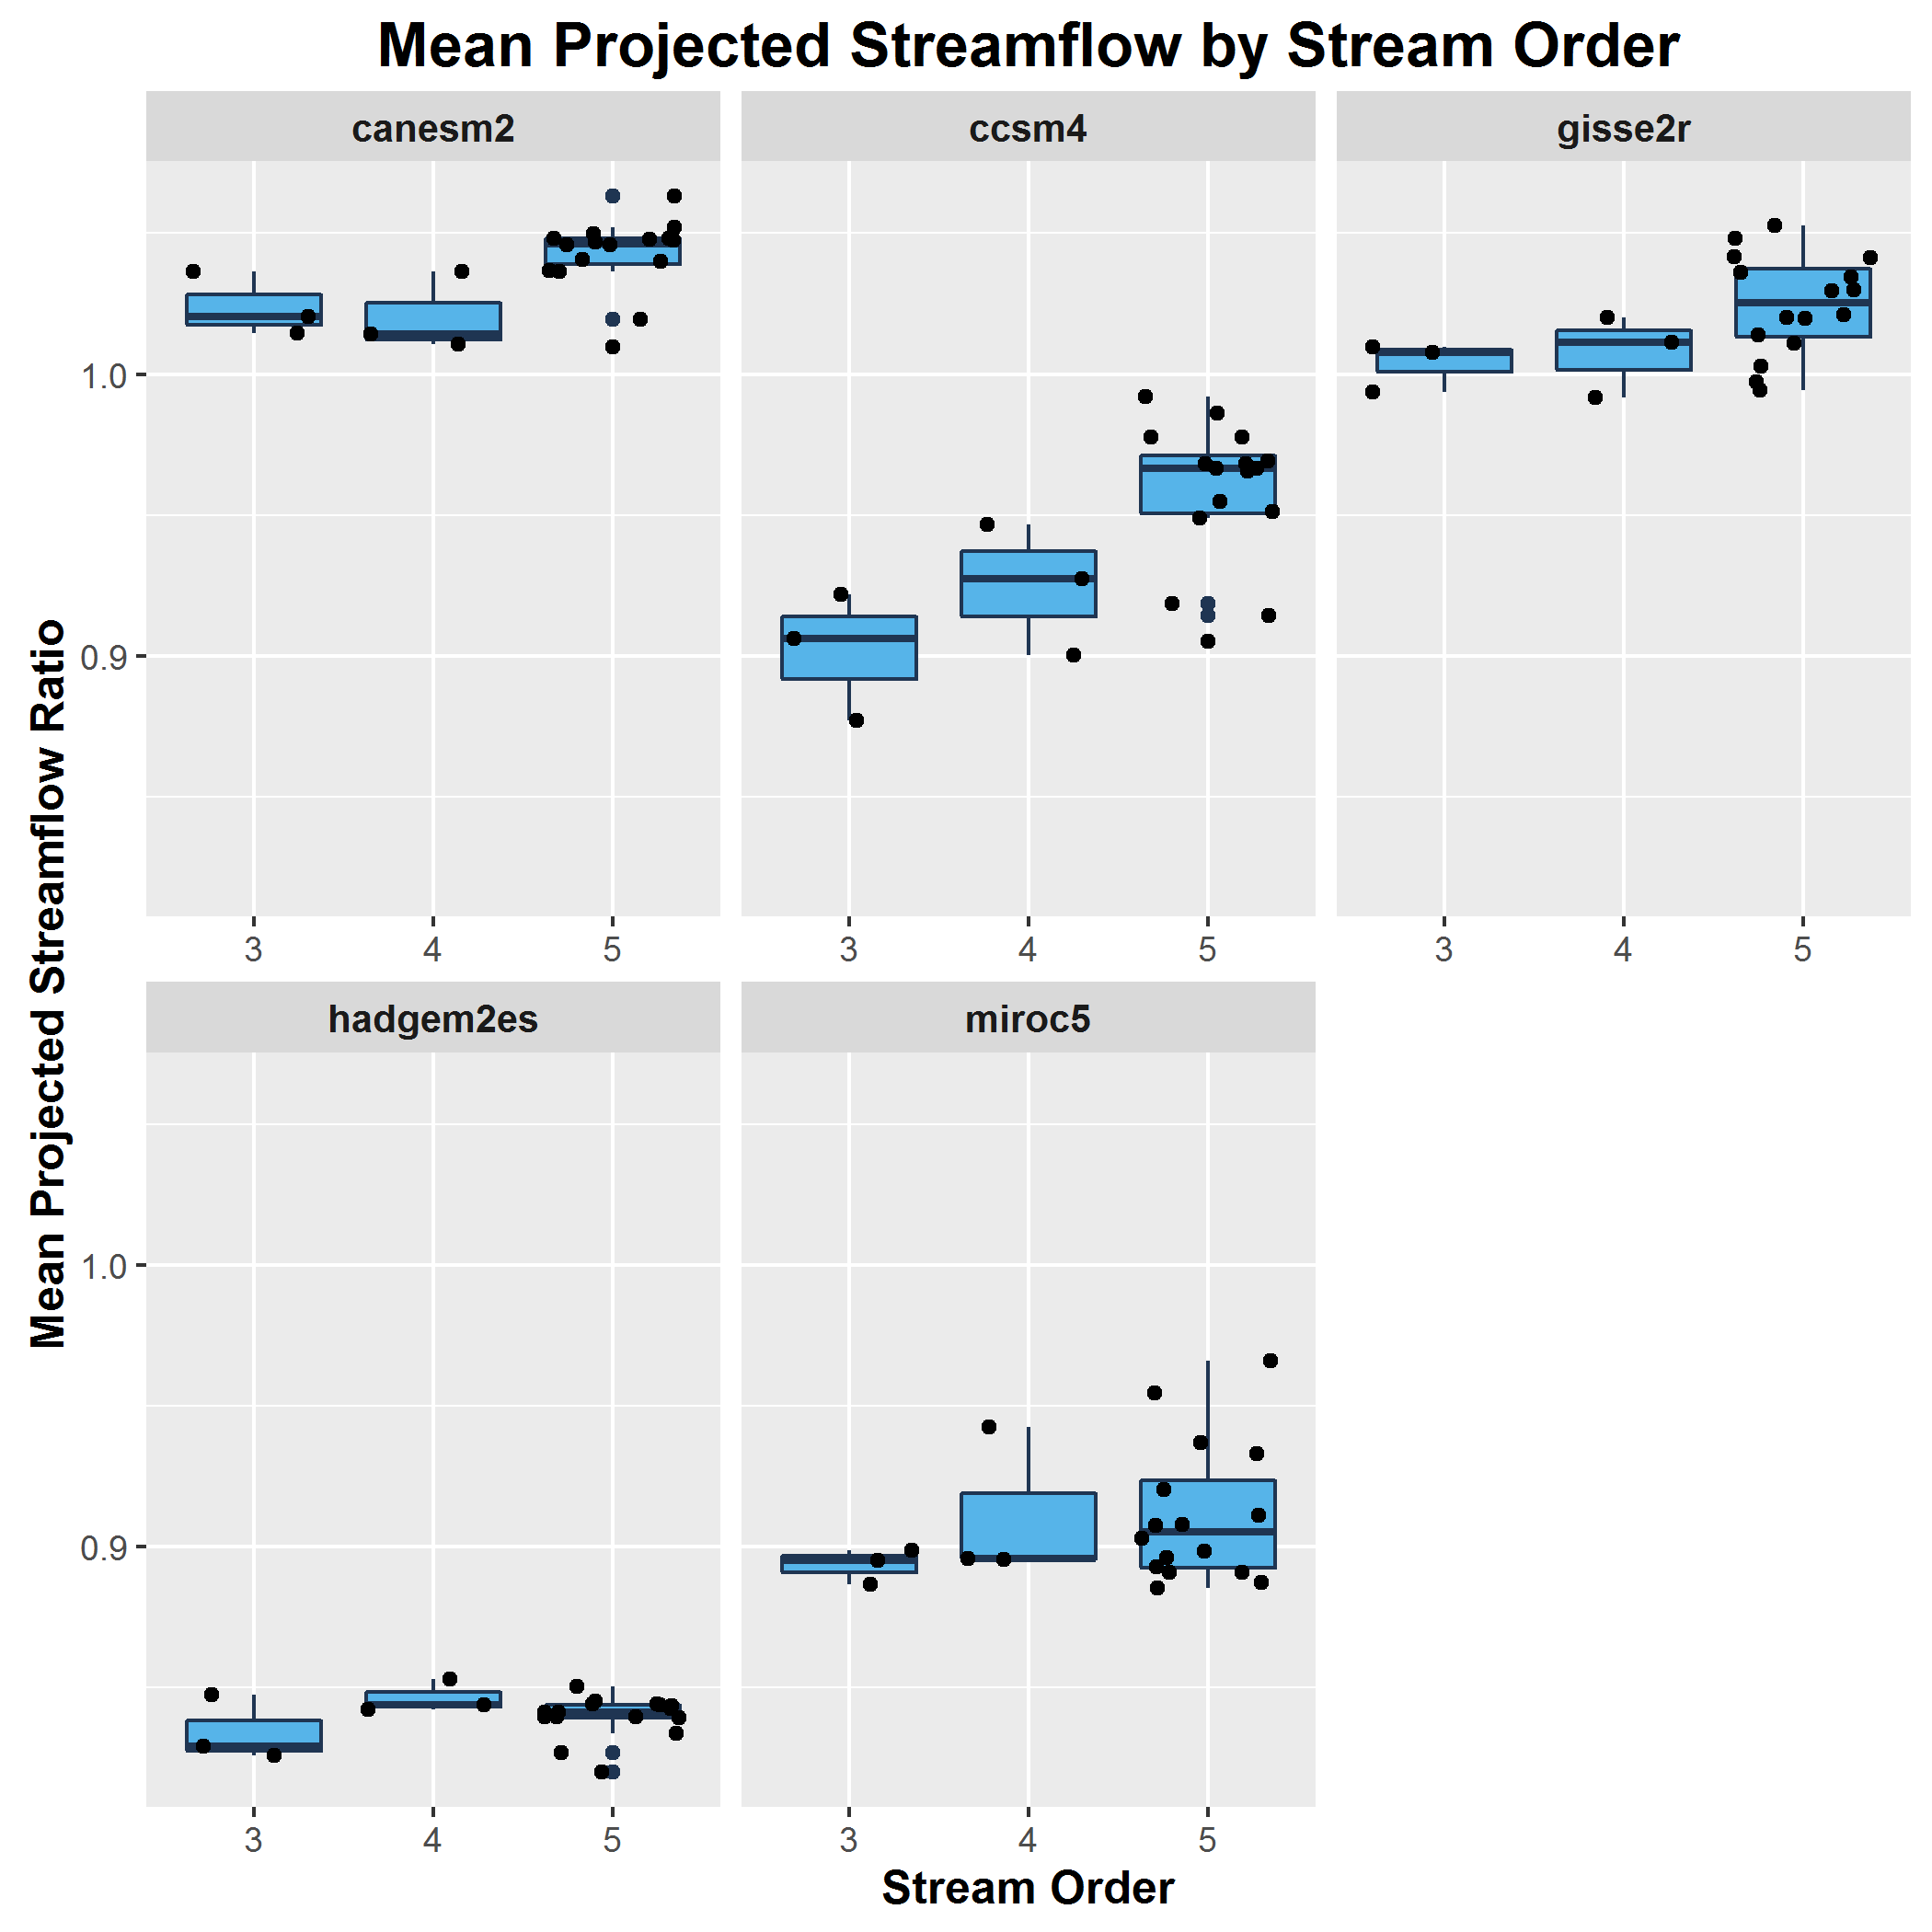 Mean Projected Streamflow by Stream Order
canesm2
ccsm4
gisse2r
1.0
0.9
3 4 5
3 4 5
3 4 5
Mean Projected Streamflow Ratio
hadgem2es
miroc5
1.0
0.9
3 4 5
3 4 5
Stream Order